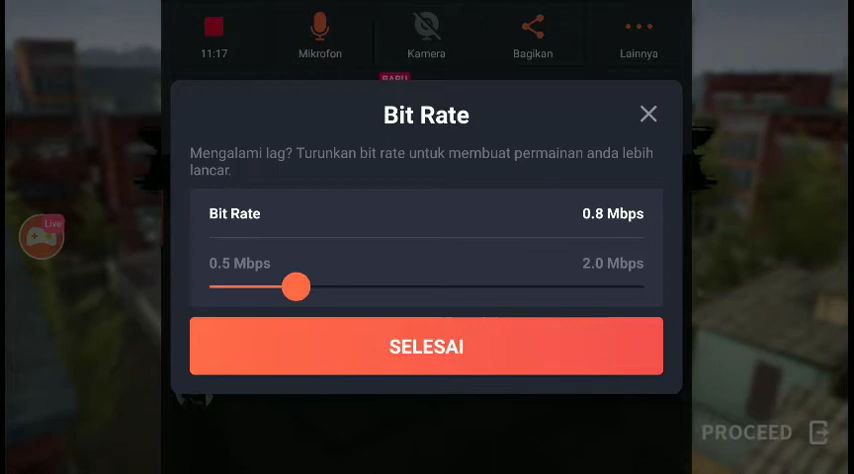 11:17
Mikrofon
Kamera
Bagikan
Lainnya
BARU
Bit Rate
Mengalami lag? Turunkan bit rate untuk membuat permainan anda lebih
lancar.
Bit Rate
0.8 Mbps
0.5 Mbps
2.0 Mbps
Live
SELESAI
PROCEED